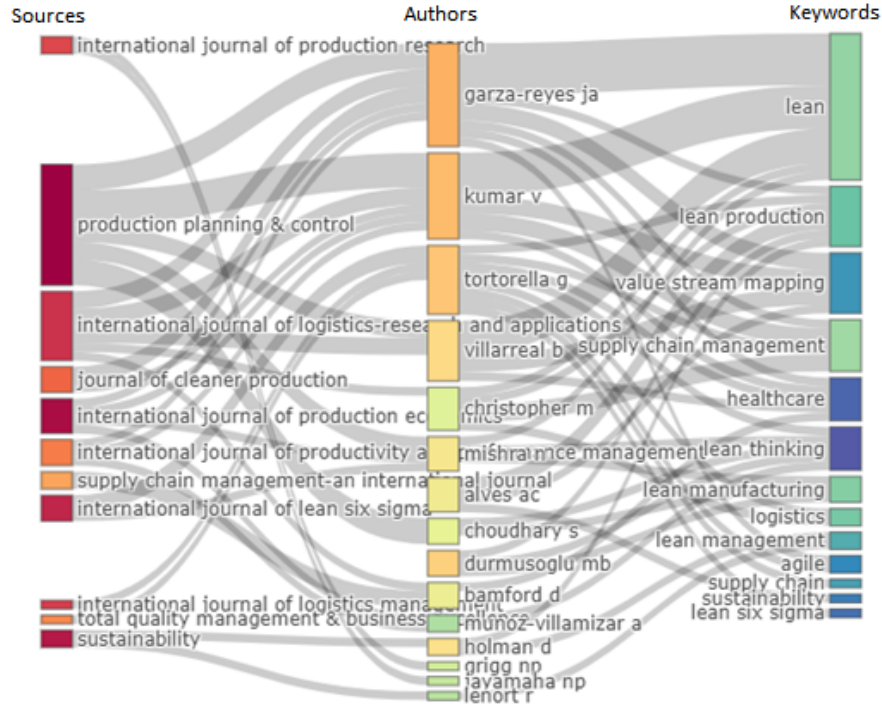 Sources
Authors
Keywords
international journal of production research
production planning & control
international journal of logistics-research and applications
journal of cleaner production
international journal of production economics
international journal of productivity and performance management
supply chain management-an international journal
international journal of lean six sigma
international journal of logistics management
total quality management & business
sustainability
garza-reyes ja
kumar v
tortorella g
villarreal b
christopher m
mishra m
alves ac
choudhary s
durmusoglu mb
bamford d
munoz-villamizar a
holman d
grigg np
jayamaha np
lenort r
lean
lean production
value stream mapping
supply chain management
healthcare
lean thinking
lean manufacturing
logistics
lean management
agile
supply chain
sustainability
lean six sigma